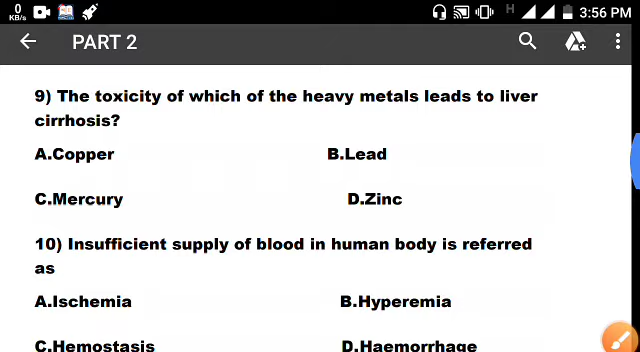 0
KB/s
H
3:56 PM
PART 2
9) The toxicity of which of the heavy metals leads to liver
cirrhosis?
A.Copper B.Lead
C.Mercury D.Zinc
10) Insufficient supply of blood in human body is referred
as
A.Ischemia B.Hyperemia
C.Hemostasis D.Haemorrhage